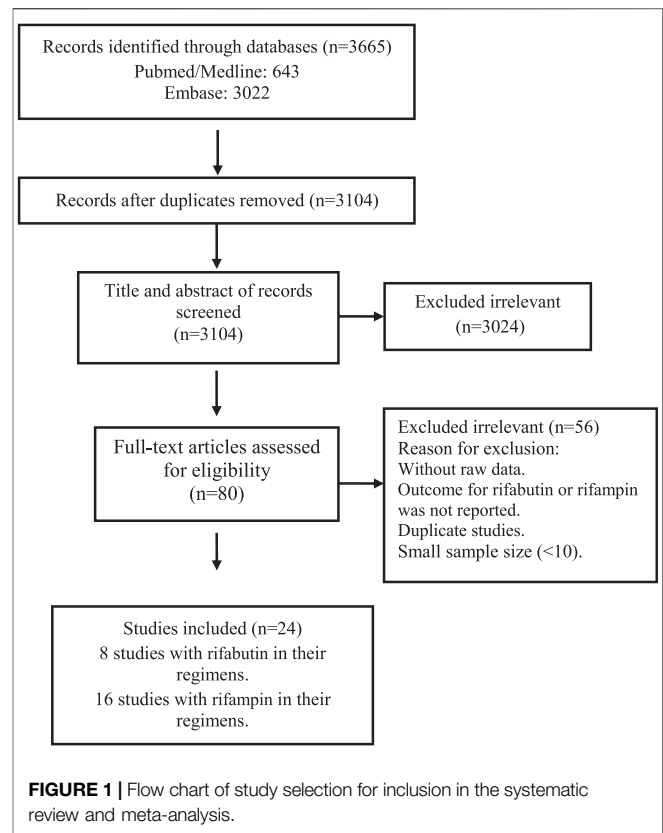 Records identified through databases (n=3665)
Pubmed/Medline: 643
Embase: 3022
Records after duplicates removed (n=3104)
Title and abstract of records
screened
(n=3104)
Excluded irrelevant
(n=3024)
Full-text articles assessed
for eligibility
(n=80)
Excluded irrelevant (n=56)
Reason for exclusion:
Without raw data.
Outcome for rifabutin or rifampin
was not reported.
Duplicate studies.
Small sample size (<10).
Studies included (n=24)
8 studies with rifabutin in their
regimens.
16 studies with rifampin in their
regimens.
FIGURE 1 | Flow chart of study selection for inclusion in the systematic
review and meta-analysis.